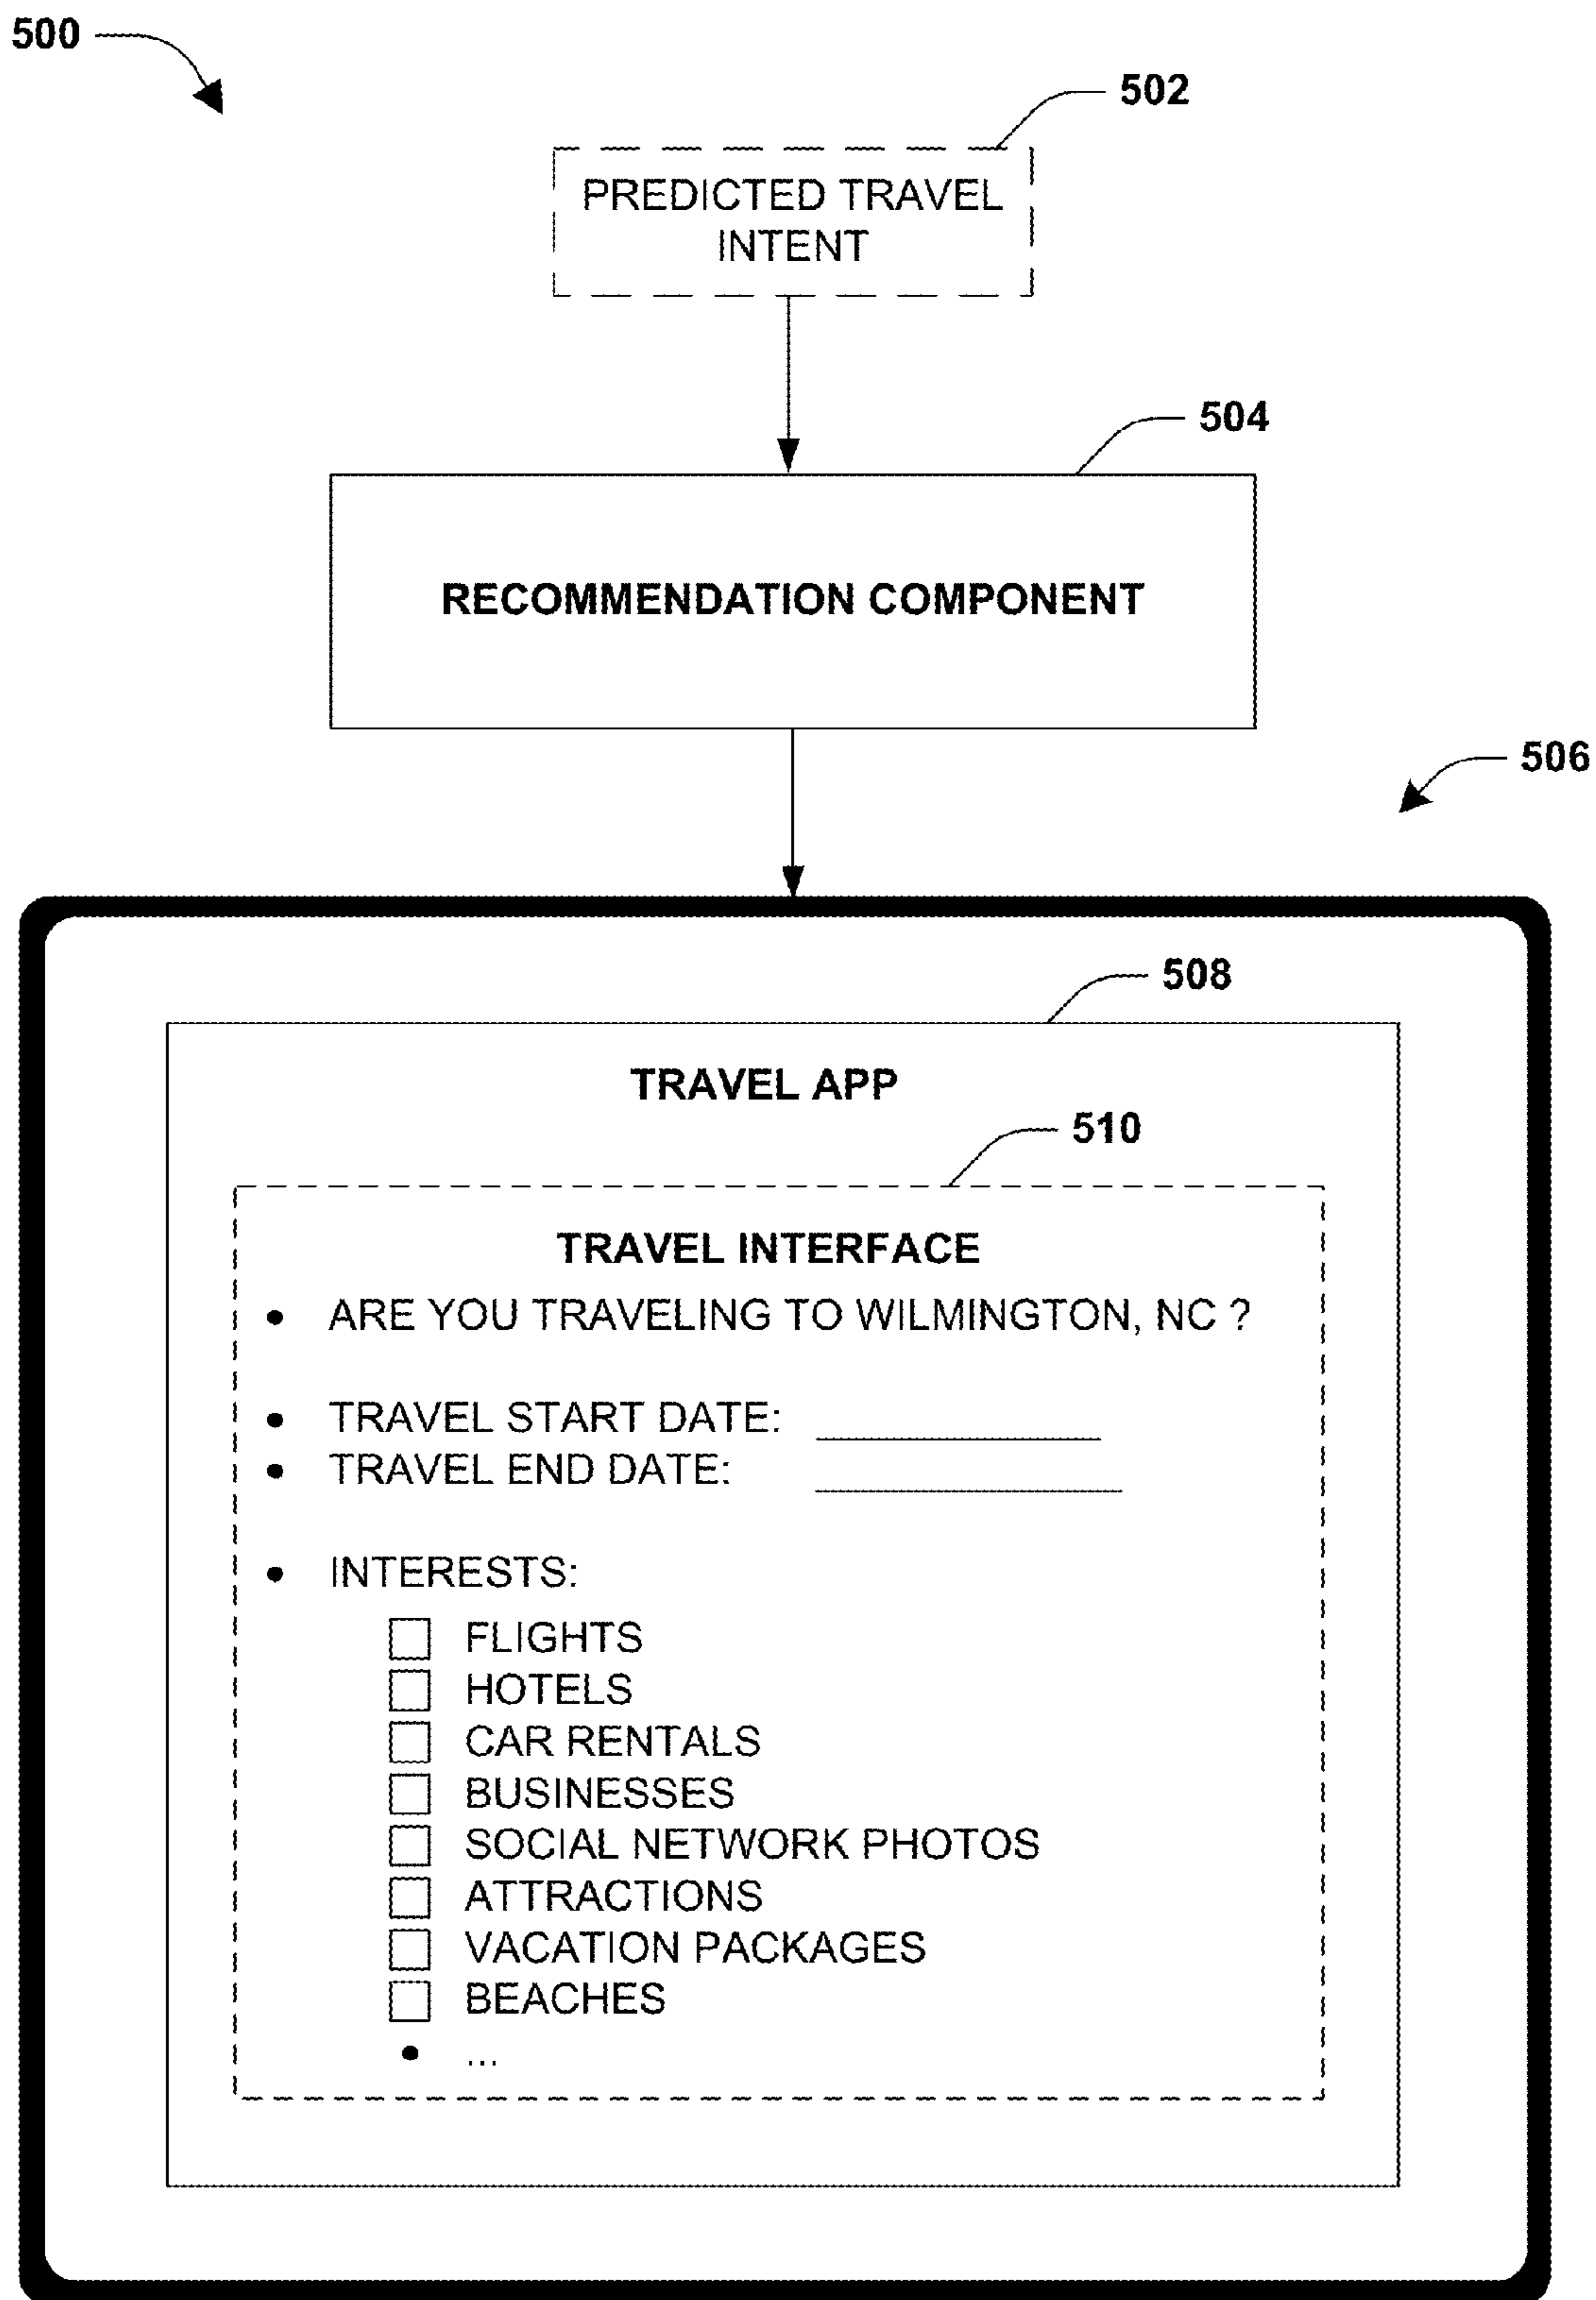 500
502
PREDICTED TRAVEL
INTENT
504
RECOMMENDATION COMPONENT
506
508
TRAVEL APP
510
TRAVEL INTERFACE
• ARE YOU TRAVELING TO WILMINGTON, NC ?
• TRAVEL START DATE: ____________
• TRAVEL END DATE: ____________
• INTERESTS:
FLIGHTS
HOTELS
CAR RENTALS
BUSINESSES
SOCIAL NETWORK PHOTOS
ATTRACTIONS
VACATION PACKAGES
BEACHES
• ...